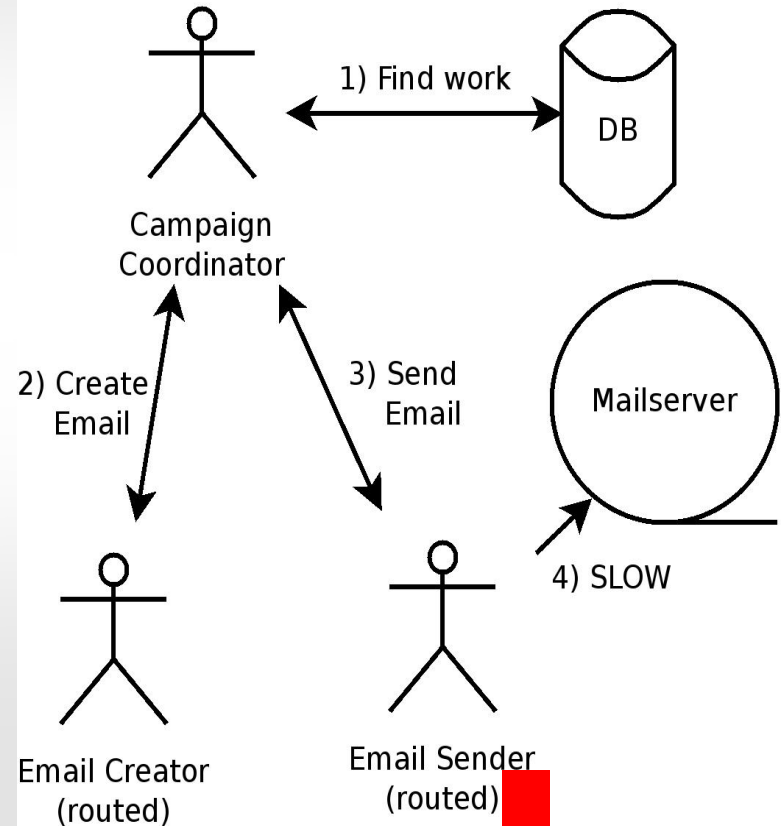 1) Find work
DB
Campaign
Coordinator
2) Create
Email
3) Send
Email
Mailserver
4) SLOW
Email Creator
(routed)
Email Sender
(routed)